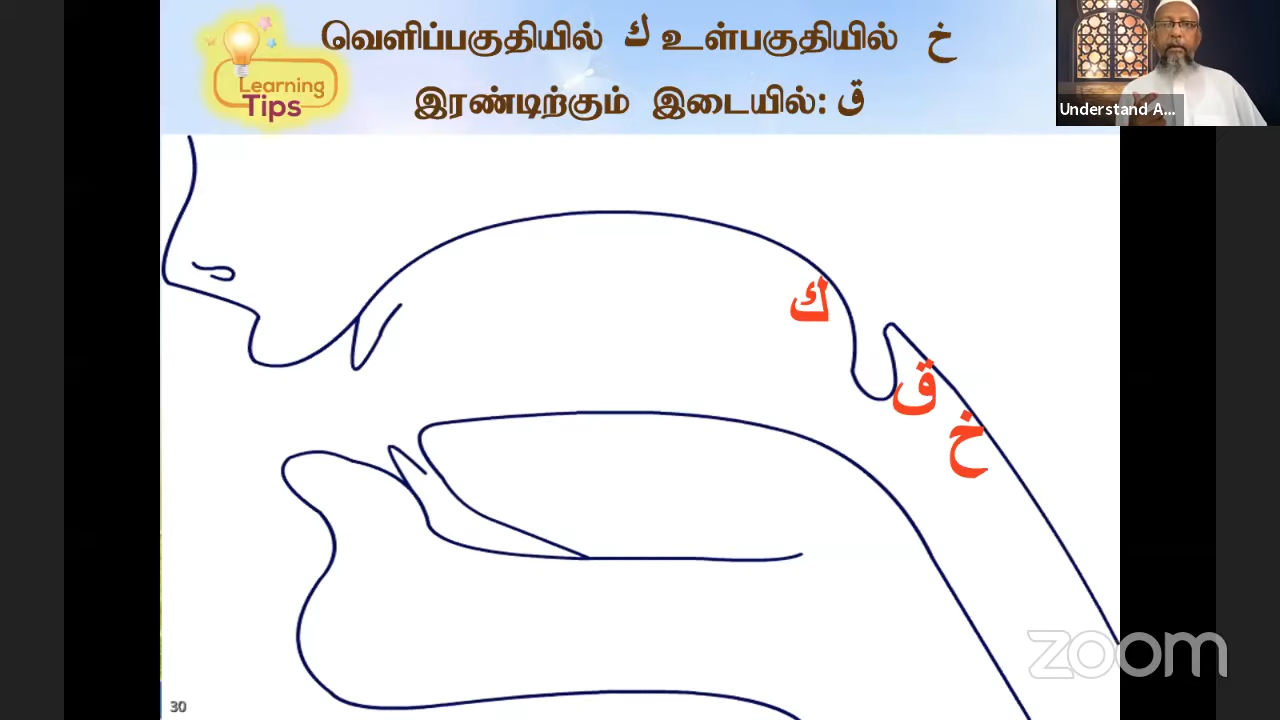 Learning
Tips
வெளிப்பகுதியில் ك உள்பகுதியில் خ
இரண்டிற்கும் இடையில்: ق
Understand A...
ك
ق
خ
zoom
30